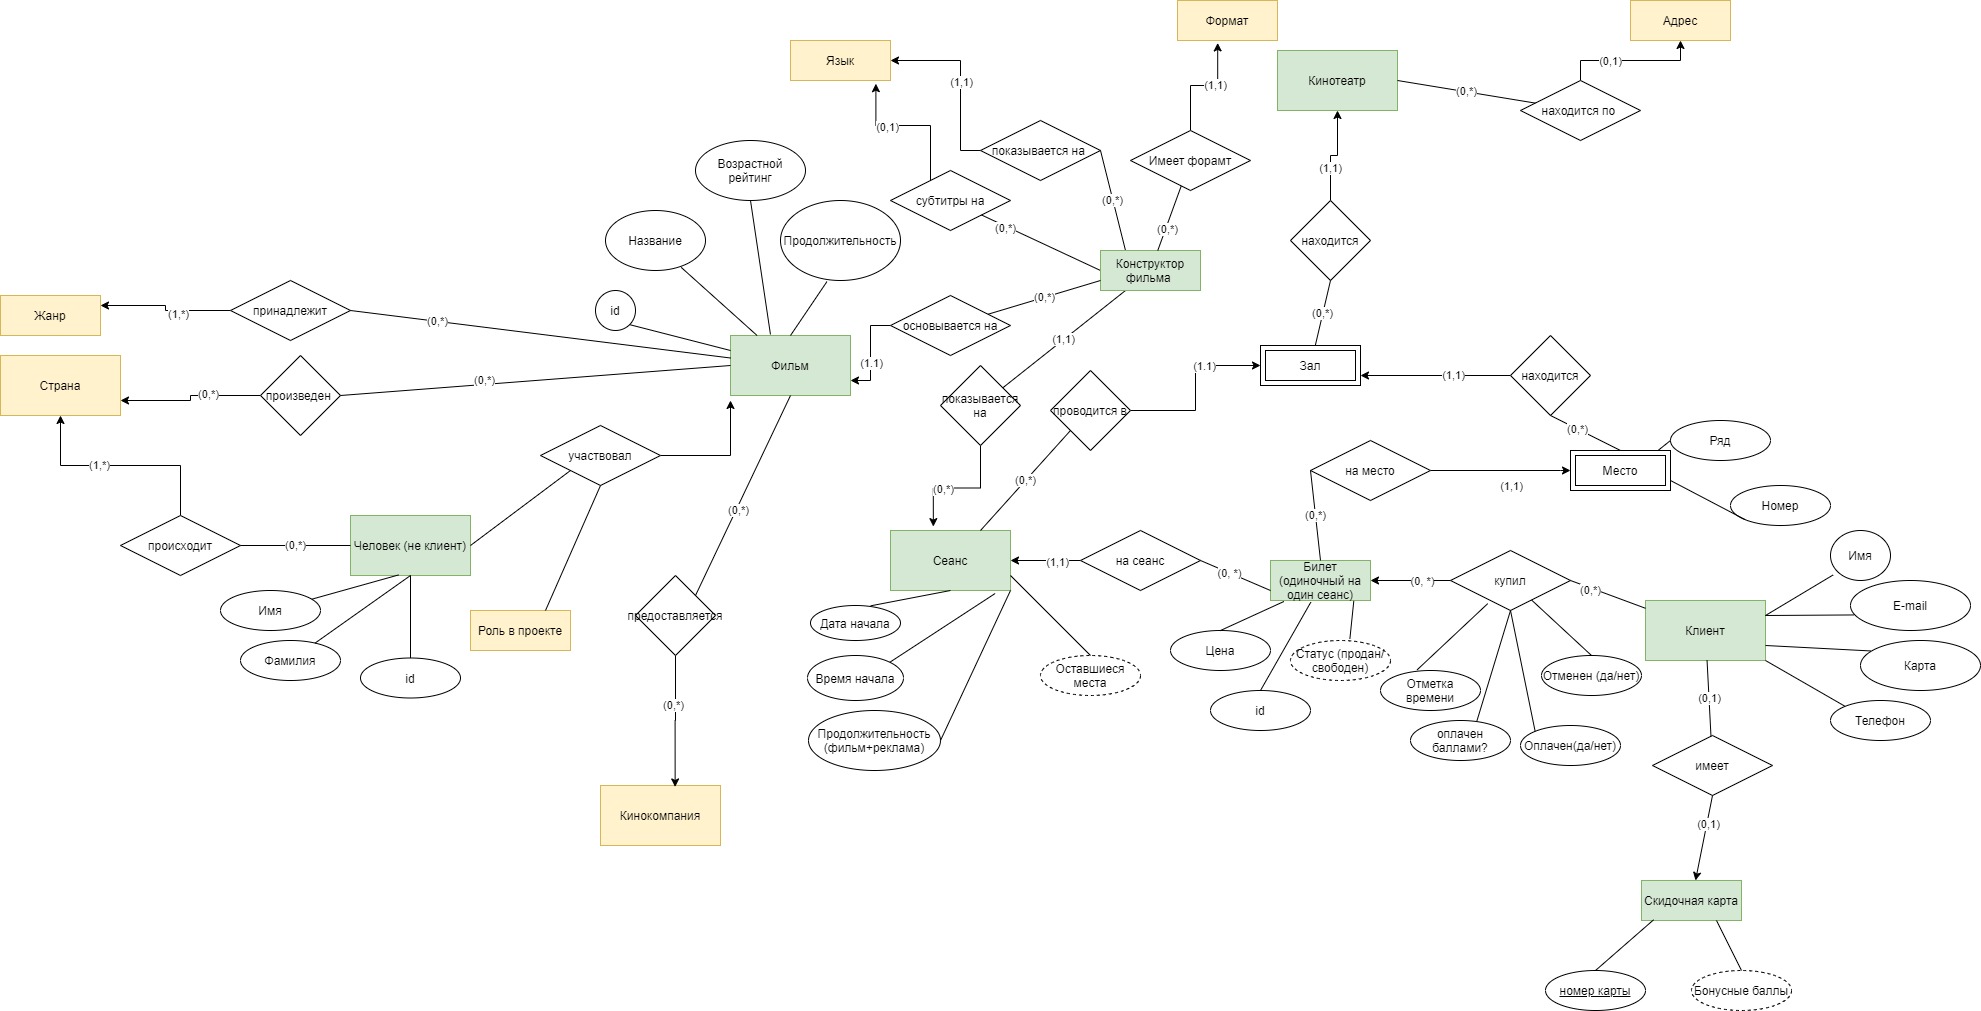 Формат
Адрес
Язык
Кинотеатр
(0,1)
(1,1)
(1,1)
(0,*)
находится по
(0,1)
показывается на
Имеет форамт
(1,1)
Возрастной
рейтинг
субтитры на
(0,*)
(0,*)
(0,*)
Название
Продолжительность
находится
Конструктор
фильма
Жанр
(1,*)
принадлежит
(0,*)
id
основывается на
(0,*)
(0,*)
Фильм
(1.1)
(1,1)
(1.1)
Зал
(1,1)
находится
Страна
(0,*)
произведен
(0,*)
показывается
на
проводится в
(0,*)
Ряд
(1,*)
участвовал
на место
(1,1)
Место
(0,*)
(0,*)
(0,*)
(0,*)
Номер
происходит
(0,*)
Человек (не клиент)
Сеанс
(1,1)
на сеанс
(0, *)
Билет
(одиночный на
один сеанс)
(0, *)
купил
(0,*)
Имя
E-mail
Имя
Фамилия
id
Роль в проекте
предоставляется
Дата начала
Время начала
Продолжительность
(фильм+реклама)
Оставшиеся
места
Цена
id
Статус (продан/
свободен)
Отметка
времени
Отменен (да/нет)
оплачен
баллами?
Оплачен(да/нет)
Клиент
Карта
Телефон
(0,*)
(0,1)
имеет
Кинокомпания
(0,1)
Скидочная карта
номер карты
Бонусные баллы